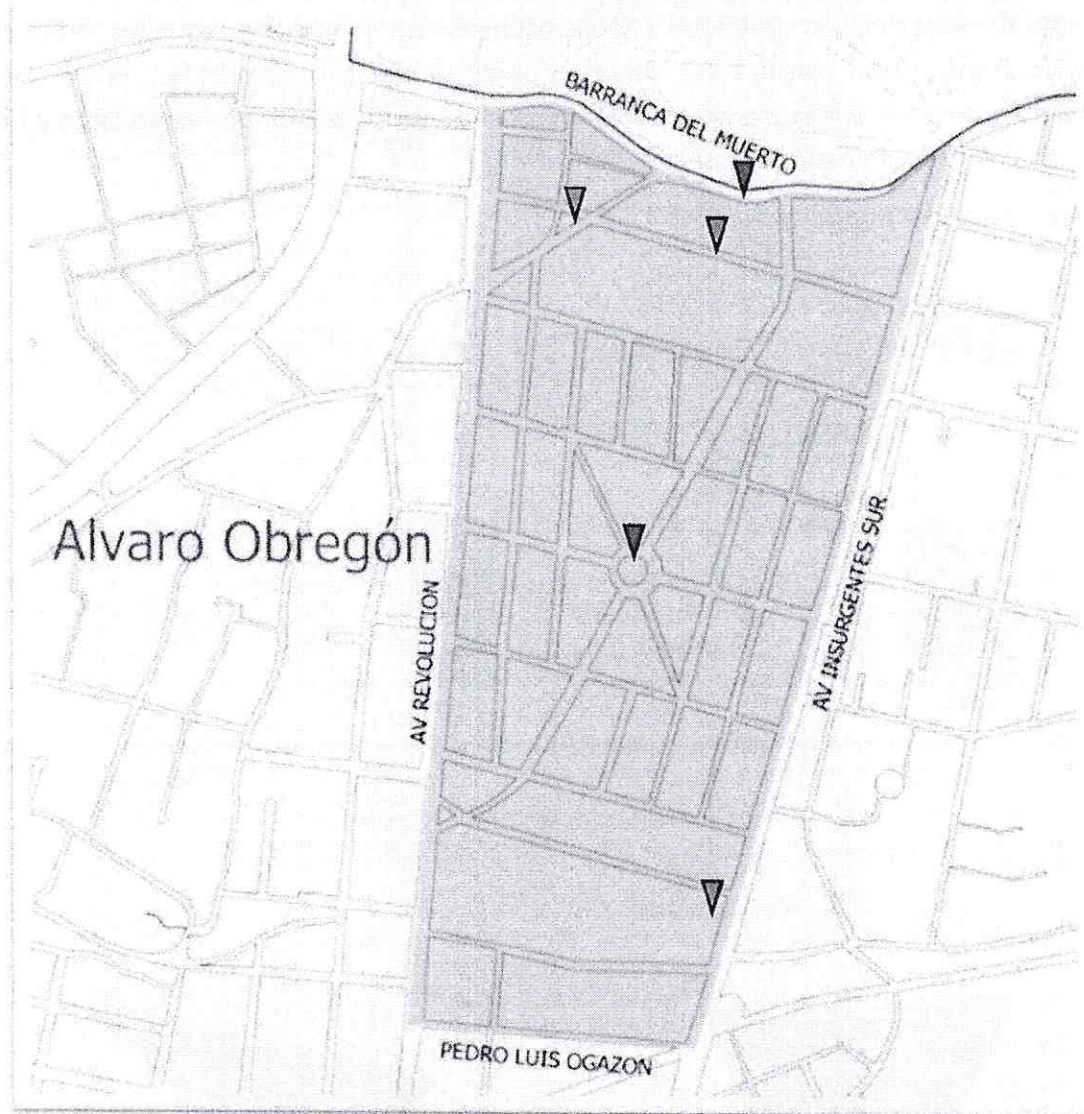 BARRANCA DEL MUERTO
Alvaro Obregón
AV REVOLUCION
AV INSURGENTES SUR
PEDRO LUIS OGAZON